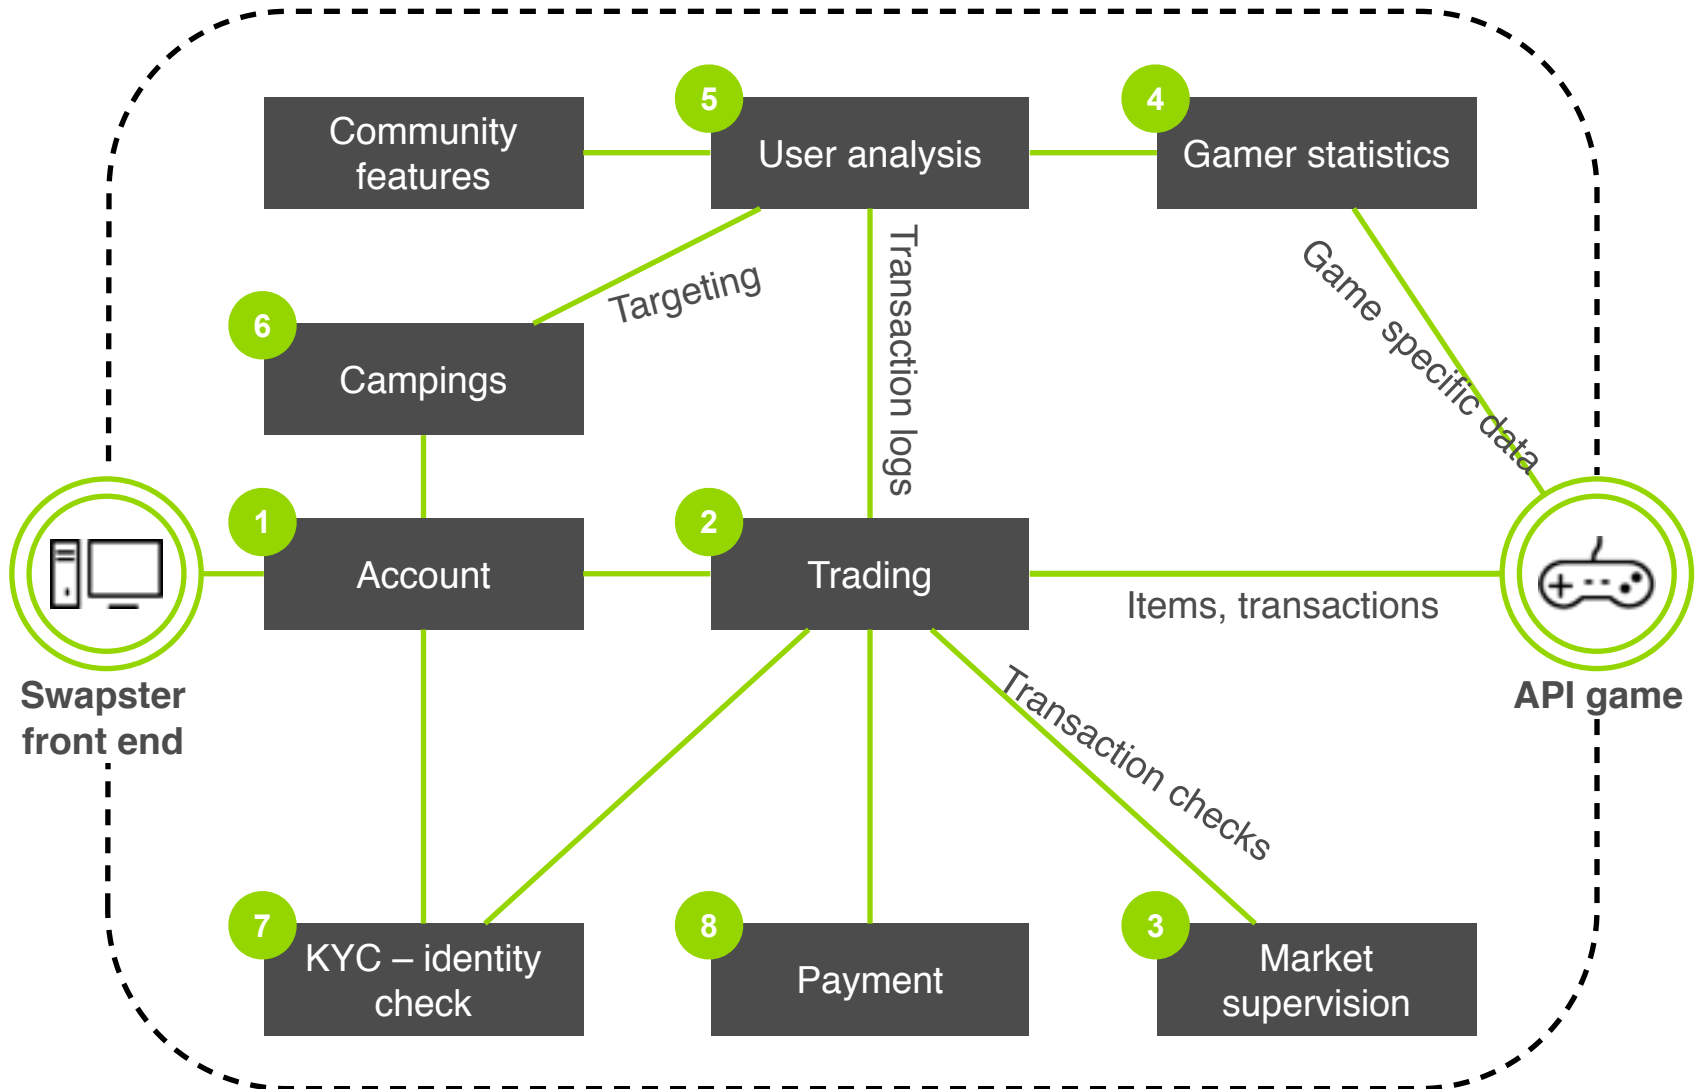 5
4
Community
features
User analysis
Gamer statistics
Transaction logs
Game specific data
Targeting
6
Campings
1
2
Account
Trading
Items, transactions
Swapster
front end
API game
Transaction checks
7
8
3
KYC – identity
check
Payment
Market
supervision